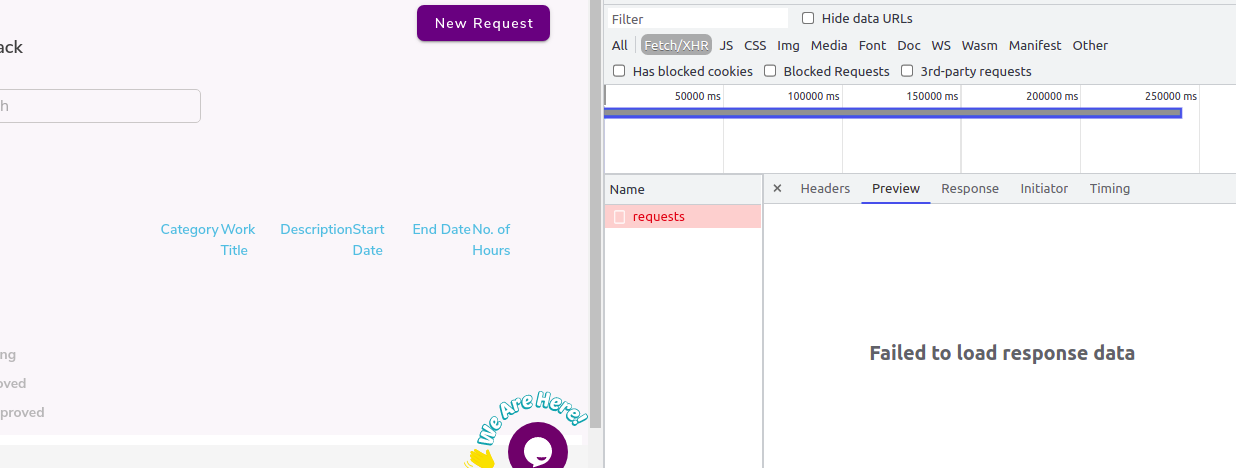 New Request
ack
h
Category Work Title
Description Start Date
End Date No. of Hours
ng
oved
proved
We Are Here!
Filter
Hide data URLs
All Fetch/XHR JS CSS Img Media Font Doc WS Wasm Manifest Other
Has blocked cookies Blocked Requests 3rd-party requests
50000 ms 100000 ms 150000 ms 200000 ms 250000 ms
Name
× Headers Preview Response Initiator Timing
requests
Failed to load response data